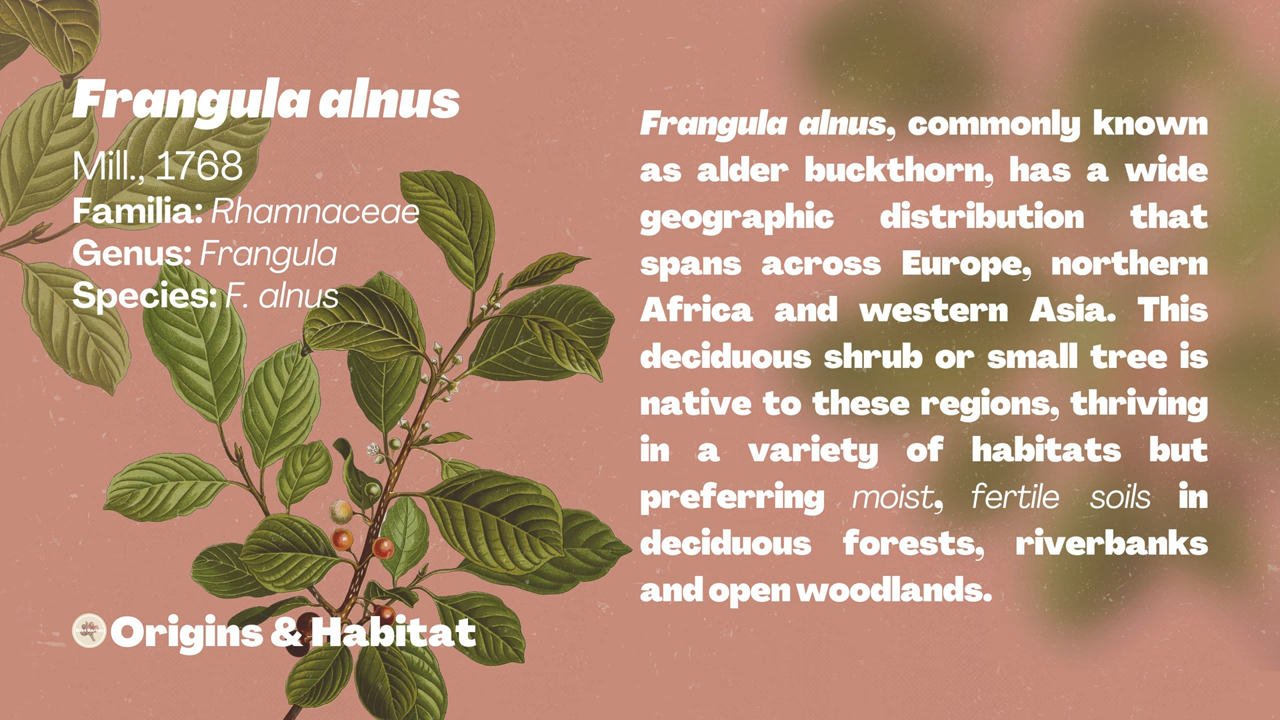 Frangula alnus
Mill., 1768
Familia: Rhamnaceae
Genus: Frangula
Species: F. alnus
Origins & Habitat
Frangula alnus, commonly known
as alder buckthorn, has a wide
geographic distribution that
spans across Europe, northern
Africa and western Asia. This
deciduous shrub or small tree is
native to these regions, thriving
in a variety of habitats but
preferring moist, fertile soils in
deciduous forests, riverbanks
and open woodlands.